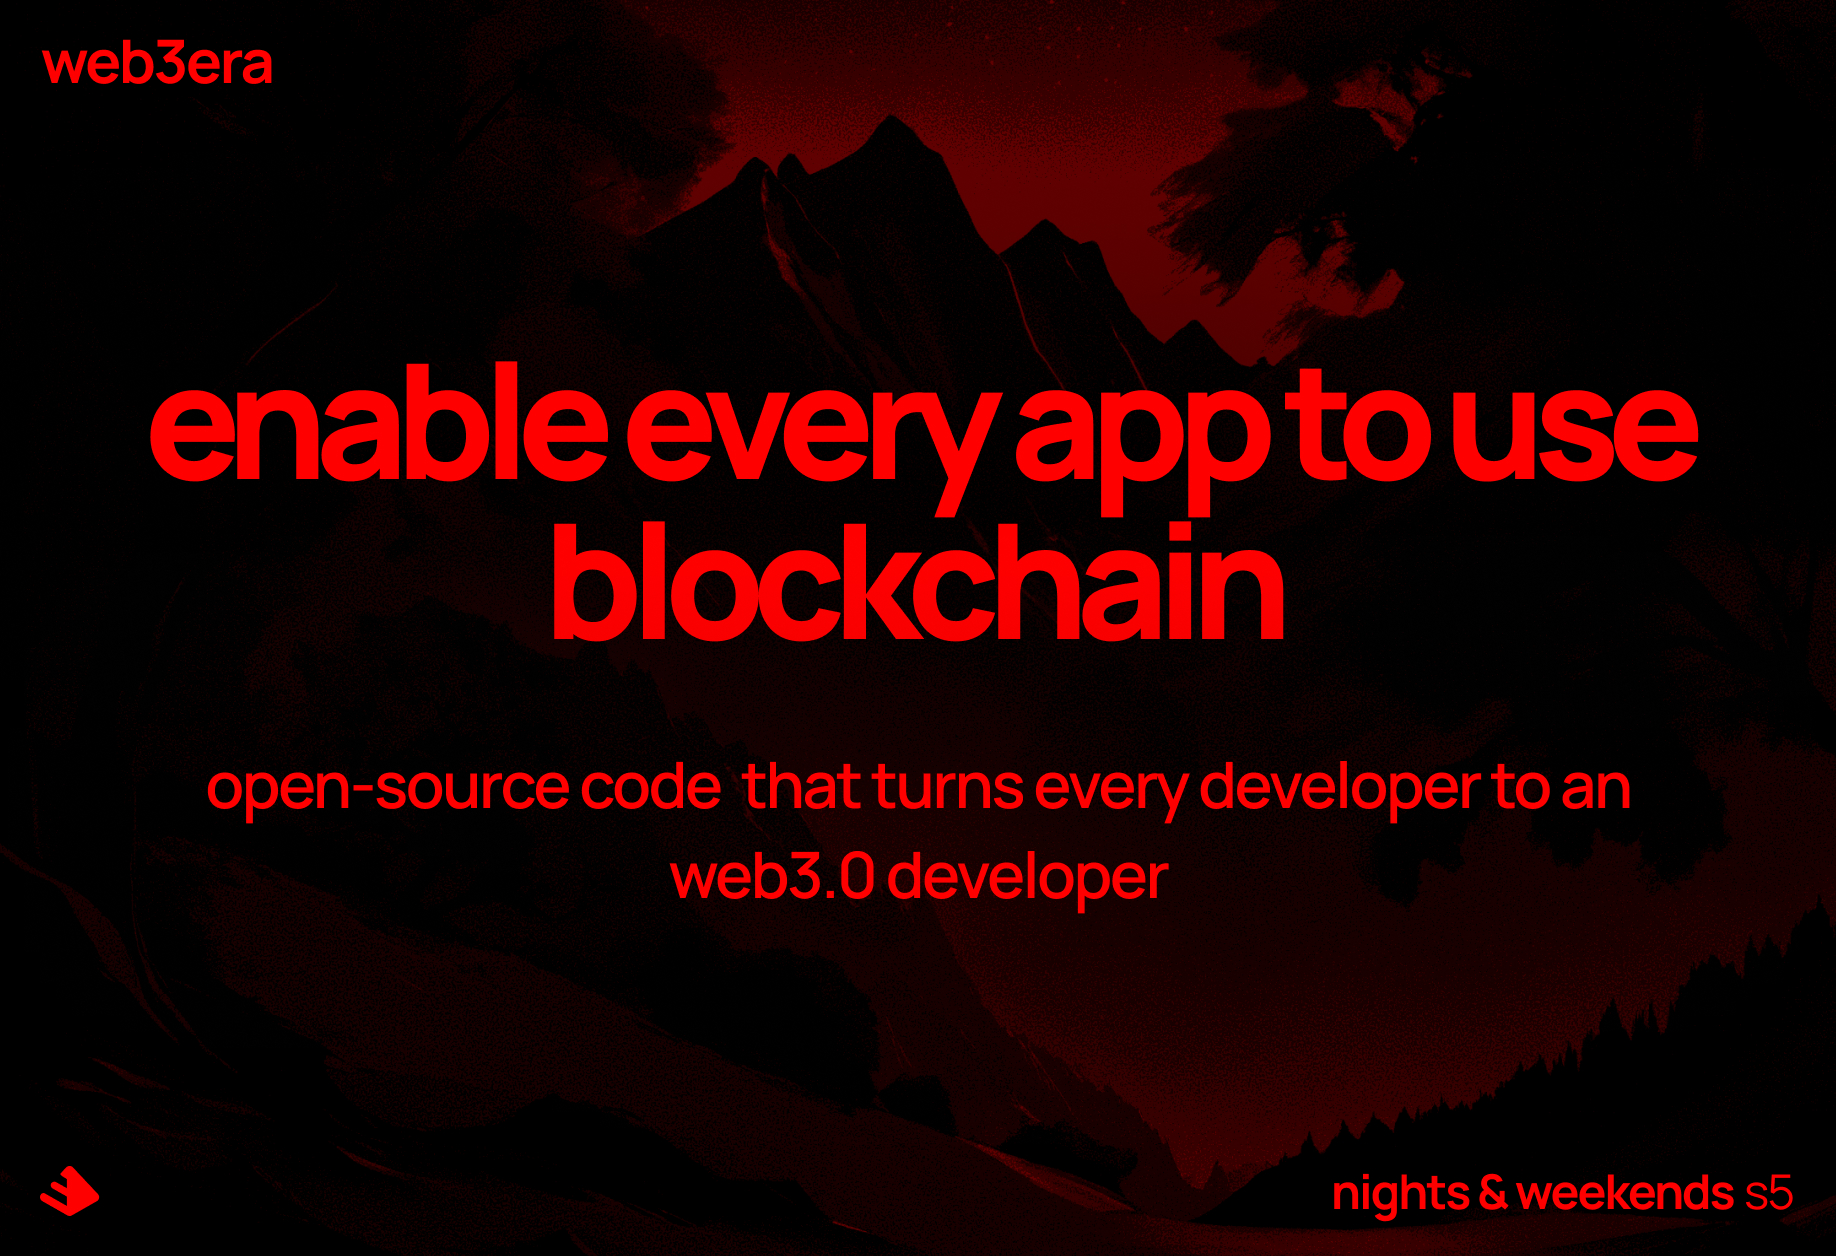 web3era
enable every app to use
blockchain
open-source code that turns every developer to an
web3.0 developer
nights & weekends s5